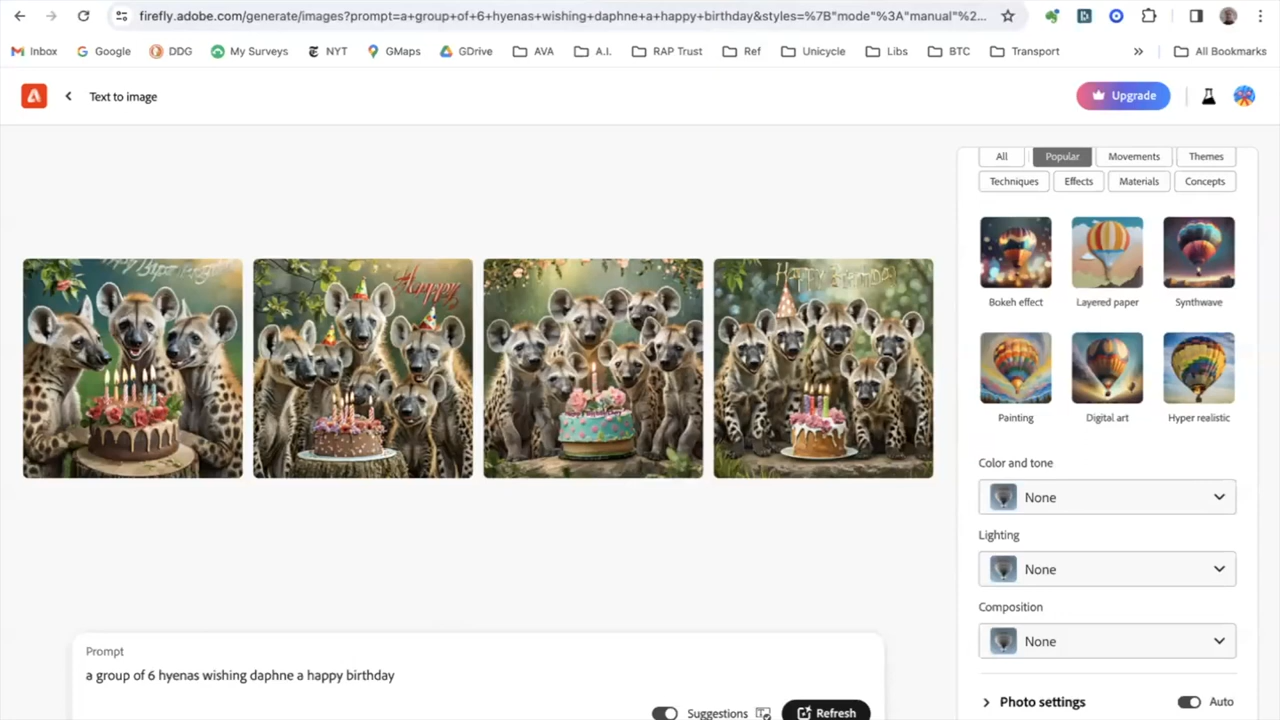 firefly.adobe.com/generate/images?prompt=a+group+of+6+hyenas+wishing+daphne+a+happy+birthday&styles=%7B"mode"%3A"manual"%2...
Inbox Google DDG My Surveys NYT GMaps GDrive AVA A.I. RAP Trust Ref Unicycle Libs BTC Transport » All Bookmarks
Text to image
Upgrade
All Popular Movements Themes
Techniques Effects Materials Concepts
Bokeh effect Layered paper Synthwave
Painting Digital art Hyper realistic
Happy
Color and tone
None
Lighting
None
Composition
None
Photo settings Auto
Prompt
a group of 6 hyenas wishing daphne a happy birthday
Suggestions Refresh